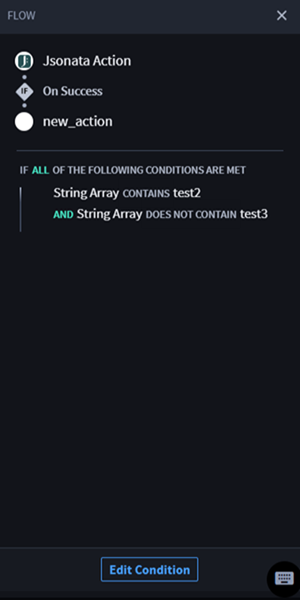 FLOW
Jsonata Action
IF
On Success
new_action
IF ALL OF THE FOLLOWING CONDITIONS ARE MET
String Array CONTAINS test2
AND String Array DOES NOT CONTAIN test3
Edit Condition